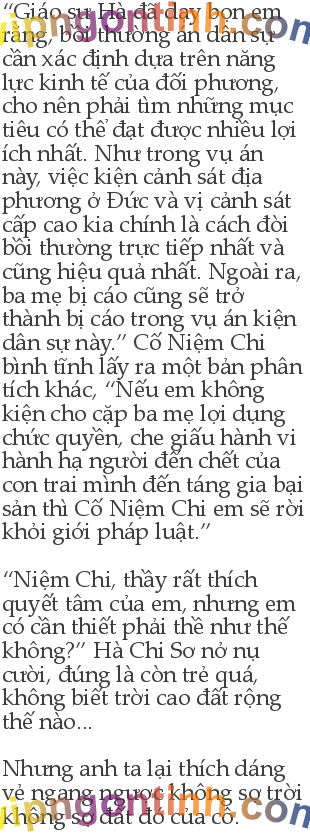 “Giáo sư Hà đã dạy bọn em
rằng, bồi thường án dân sự
cần xác định dựa trên năng
lực kinh tế của đối phương,
cho nên phải tìm những mục
tiêu có thể đạt được nhiều lợi
ích nhất. Như trong vụ án
này, việc kiện cảnh sát địa
phương ở Đức và vị cảnh sát
cấp cao kia chính là cách đòi
bồi thường trực tiếp nhất và
cũng hiệu quả nhất. Ngoài ra,
ba mẹ bị cáo cũng sẽ trở
thành bị cáo trong vụ án kiện
dân sự này.” Cố Niệm Chi
bình tĩnh lấy ra một bản phân
tích khác, “Nếu em không
kiện cho cặp ba mẹ lợi dụng
chức quyền, che giấu hành vi
hành hạ người đến chết của
con trai mình đến táng gia bại
sản thì Cố Niệm Chi em sẽ rời
khỏi giới pháp luật.”

“Niệm Chi, thầy rất thích
quyết tâm của em, nhưng em
có cần thiết phải thề như thế
không?” Hà Chi Sơ nở nụ
cười, đúng là còn trẻ quá,
không biết trời cao đất rộng
thế nào...

Nhưng anh ta lại thích dáng
vẻ ngang ngược không sợ trời
không sợ đất đó của cô.
vipngontinh.com
vipngontinh.com